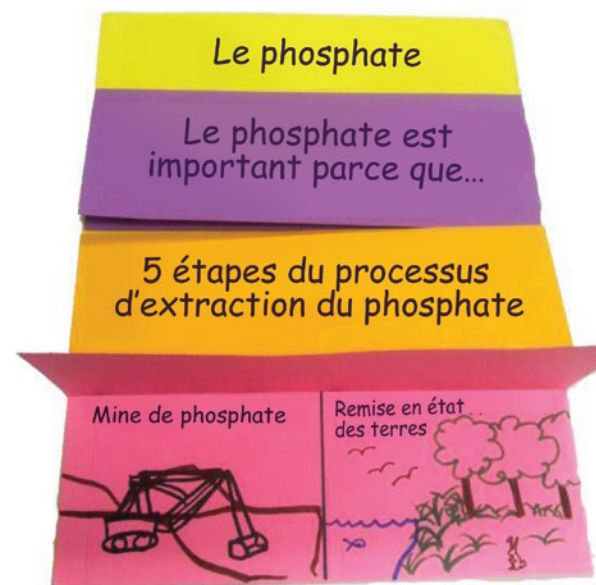 Le phosphate
Le phosphate est
important parce que...
5 étapes du processus
d'extraction du phosphate
Mine de phosphate
Remise en état
des terres